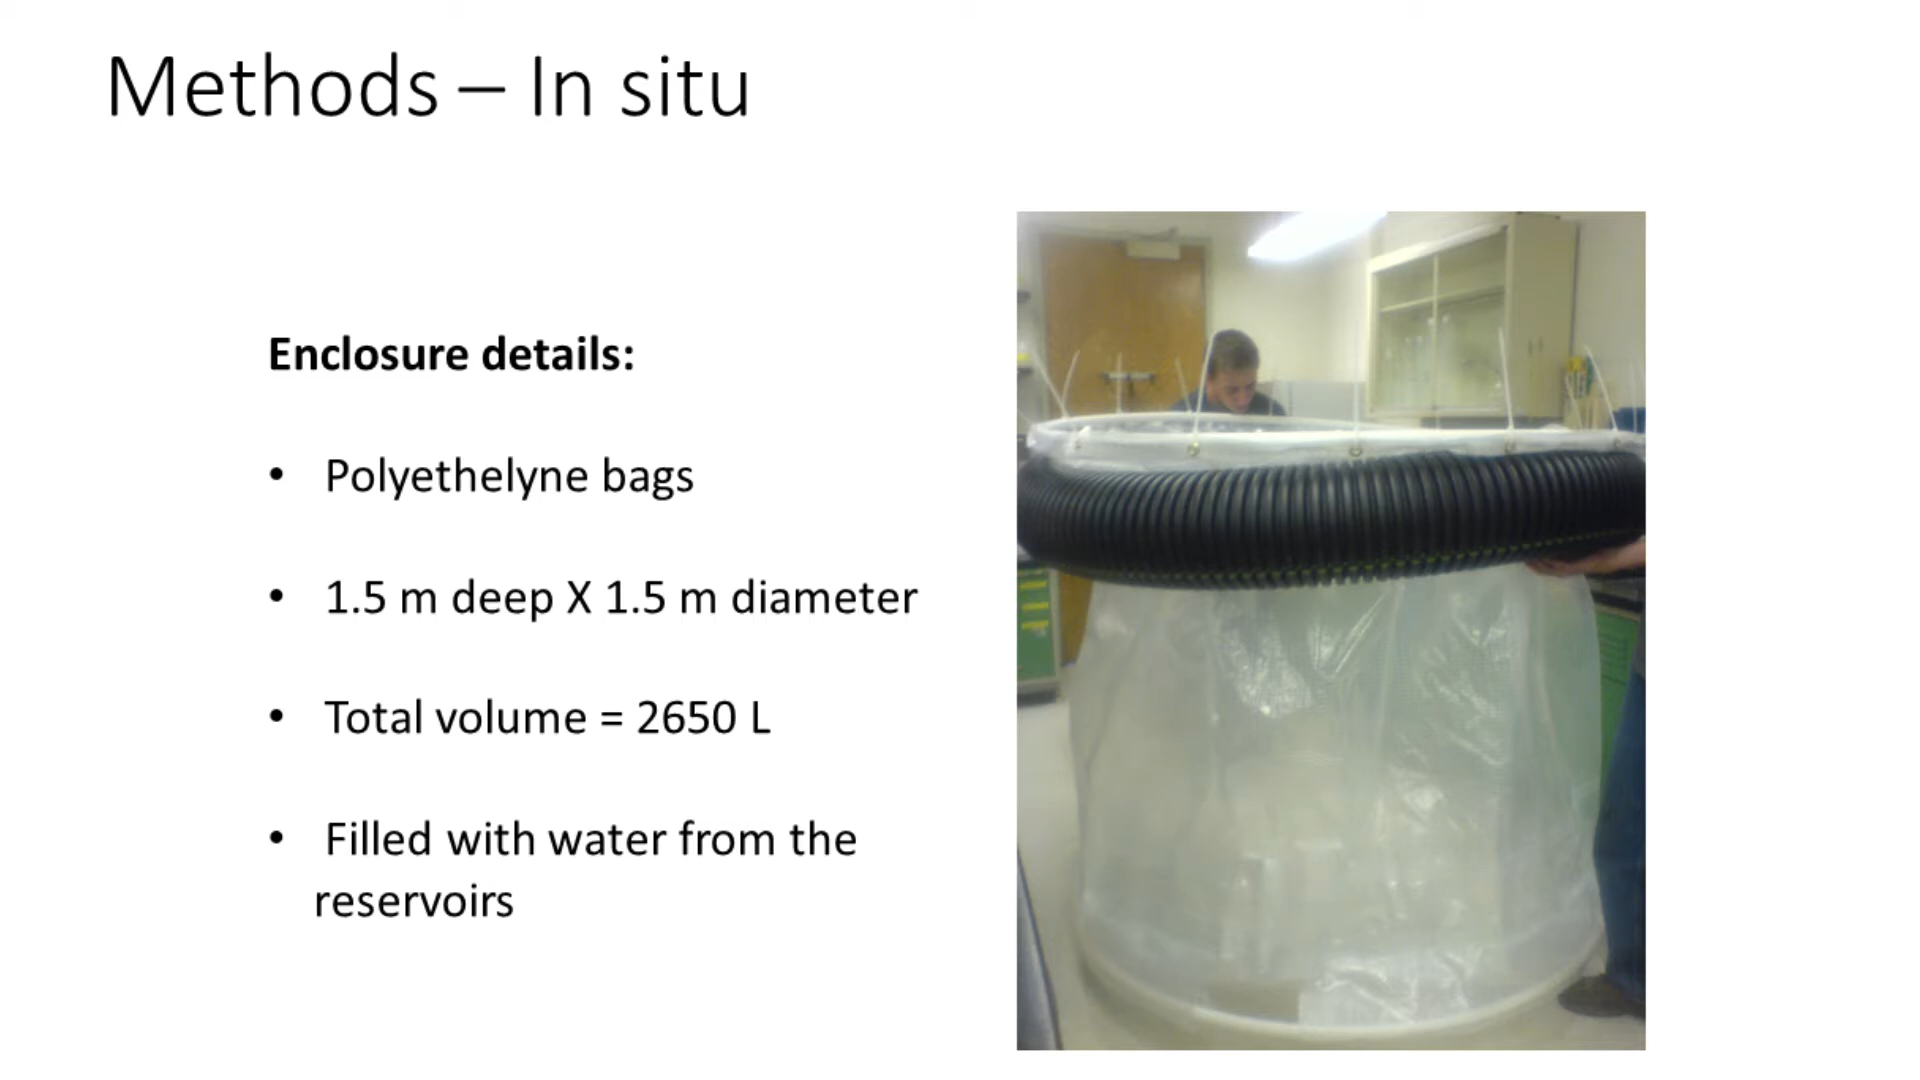 Methods – In situ
Enclosure details:
• Polyethelyne bags
• 1.5 m deep X 1.5 m diameter
• Total volume = 2650 L
• Filled with water from the
reservoirs